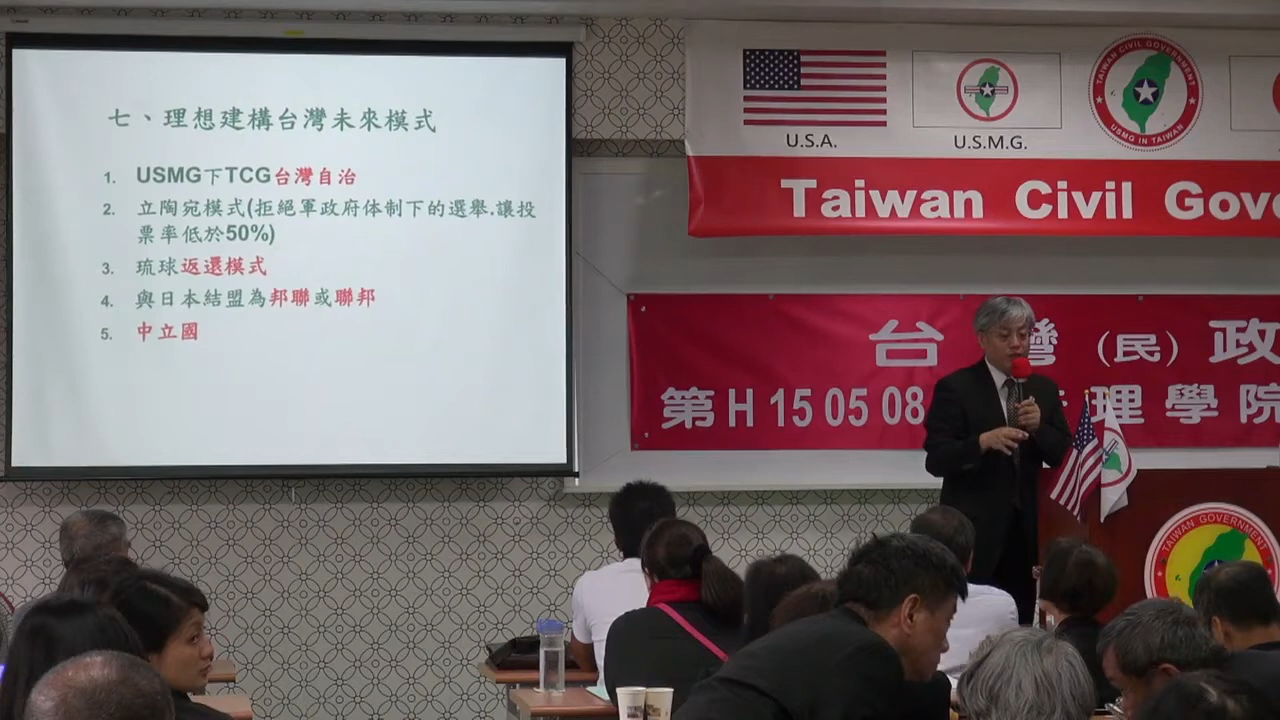 七、理想建構台灣未來模式
1. USMG下TCG台灣自治
2. 立陶宛模式(拒絕軍政府体制下的選舉.讓投
票率低於50%)
3. 琉球返還模式
4. 與日本結盟為邦聯或聯邦
5. 中立國
U.S.A.
U.S.M.G.
TAIWAN CIVIL GOVERNMENT
USMG IN TAIWAN
Taiwan Civil Gove
台灣(民)政
第H 15 05 08
理學院
TAIWAN GOVERNMENT